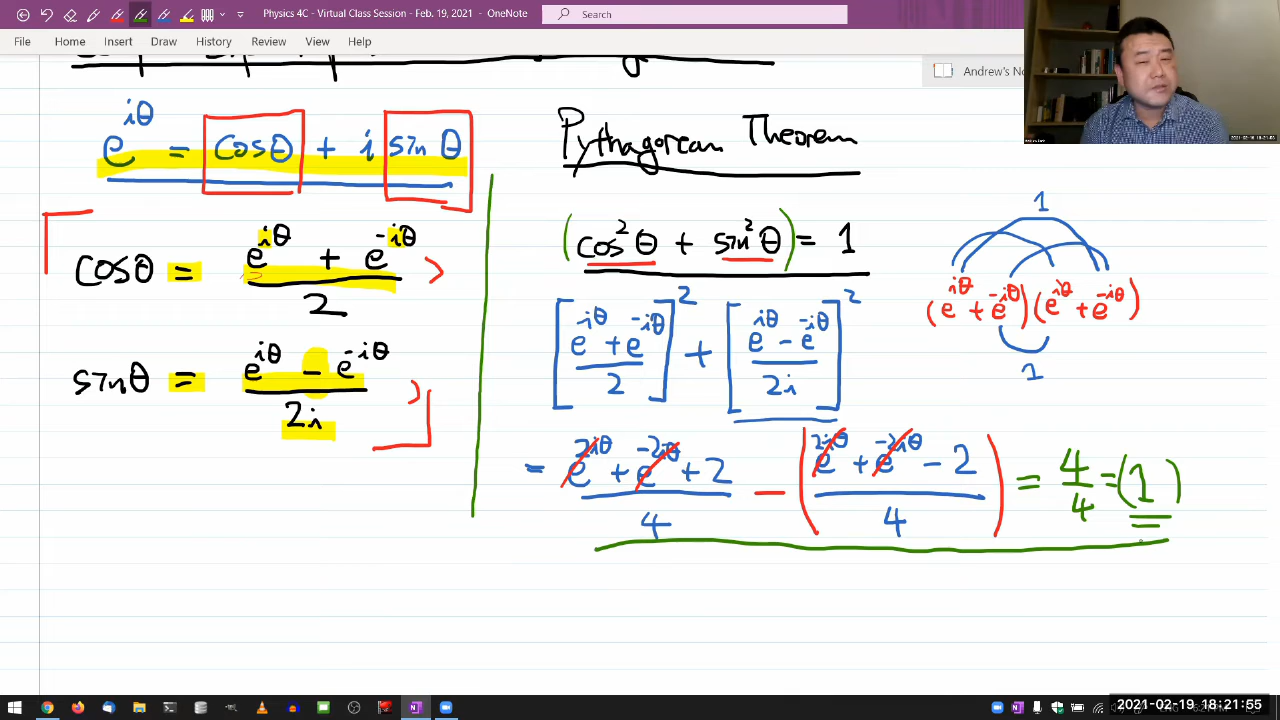 Physics 4C - Virtual Class Session - Feb. 19, 2021 - OneNote
Search
File Home Insert Draw History Review View Help
Andrew's No
e^{iθ} = cosθ + i sinθ
cosθ = (e^{iθ} + e^{-iθ}) / 2
sinθ = (e^{iθ} - e^{-iθ}) / 2i
Pythagorean Theorem
(cos²θ + sin²θ) = 1
[(e^{iθ} + e^{-iθ}) / 2]² + [(e^{iθ} - e^{-iθ}) / 2i]²
= (e^{2iθ} + e^{-2iθ} + 2) / 4 - ((e^{2iθ} + e^{-2iθ} - 2) / 4) = 4/4 = (1)
1
(e^{iθ} + e^{-iθ})(e^{iθ} + e^{-iθ})
1
2021-02-19 18:21:55